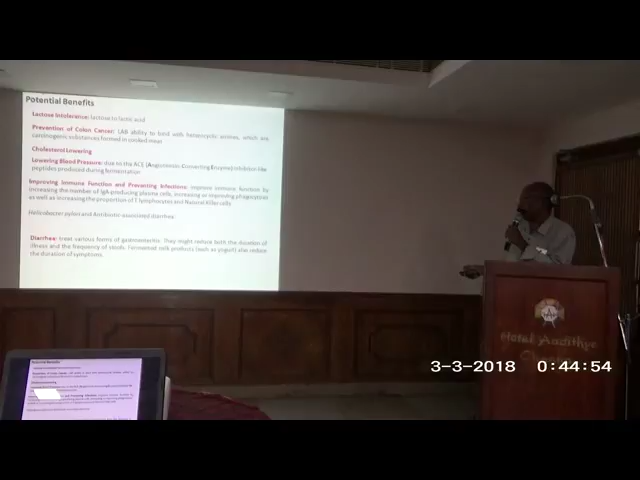 Potential Benefits
Lactose Intolerance: lactose to lactic acid
Prevention of Colon Cancer: LAB ability to bind with heterocyclic amines, which are
carcinogenic substances formed in cooked meat
Cholesterol Lowering
Lowering Blood Pressure: due to the ACE (Angiotensin Converting Enzyme) inhibitor-like
peptides produced during fermentation
Improving Immune Function and Preventing Infections: improve immune function by
increasing the number of IgA-producing plasma cells, increasing or improving phagocytosis
as well as increasing the proportion of T lymphocytes and Natural Killer cells
Helicobacter pylori and Antibiotic-associated diarrhea
Diarrhea: treat various forms of gastroenteritis. They might reduce both the duration of
illness and the frequency of stools. Fermented milk products (such as yogurt) also reduce
the duration of symptoms.
Hotel Aadithya
3-3-2018 0:44:54
Potential Benefits